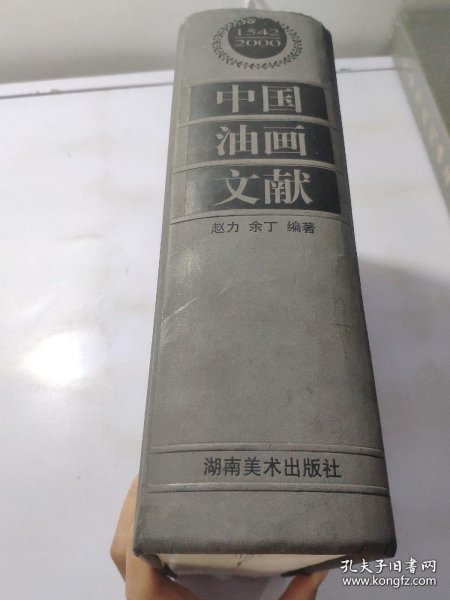 1542
2000
中国
油画
文献
赵力 余丁 编著
湖南美术出版社
孔夫子旧书网
www.kongfz.com